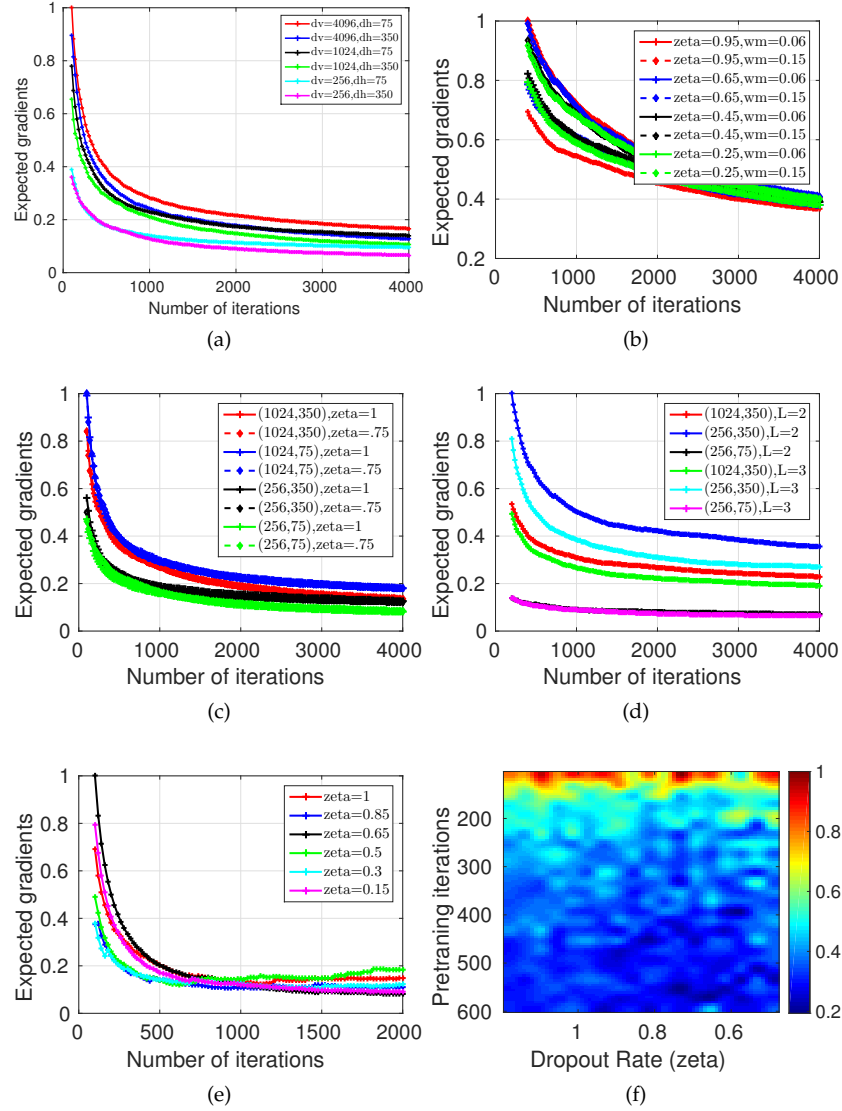 Expected gradients
1
0.8
0.6
0.4
0.2
0
0 1000 2000 3000 4000
Number of iterations
dv=4096,dh=75
dv=4096,dh=350
dv=1024,dh=75
dv=1024,dh=350
dv=256,dh=75
dv=256,dh=350
(a)
Expected gradients
1
0.8
0.6
0.4
0.2
0 1000 2000 3000 4000
Number of iterations
zeta=0.95,wm=0.06
zeta=0.95,wm=0.15
zeta=0.65,wm=0.06
zeta=0.65,wm=0.15
zeta=0.45,wm=0.06
zeta=0.45,wm=0.15
zeta=0.25,wm=0.06
zeta=0.25,wm=0.15
(b)
Expected gradients
1
0.8
0.6
0.4
0.2
0
0 1000 2000 3000 4000
Number of iterations
(1024,350),zeta=1
(1024,350),zeta=.75
(1024,75),zeta=1
(1024,75),zeta=.75
(256,350),zeta=1
(256,350),zeta=.75
(256,75),zeta=1
(256,75),zeta=.75
(c)
Expected gradients
1
0.8
0.6
0.4
0.2
0
0 1000 2000 3000 4000
Number of iterations
(1024,350),L=2
(256,350),L=2
(256,75),L=2
(1024,350),L=3
(256,350),L=3
(256,75),L=3
(d)
Expected gradients
1
0.8
0.6
0.4
0.2
0
0 500 1000 1500 2000
Number of iterations
zeta=1
zeta=0.85
zeta=0.65
zeta=0.5
zeta=0.3
zeta=0.15
(e)
Pretraning iterations
200
300
400
500
600
1 0.8 0.6
Dropout Rate (zeta)
1
0.8
0.6
0.4
0.2
(f)